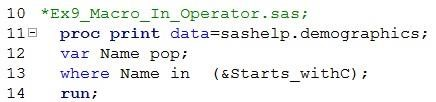 10 *Ex9_Macro_In_Operator.sas;
11 proc print data=sashelp.demographics;
12 var Name pop;
13 where Name in (&Starts_withC);
14 run;